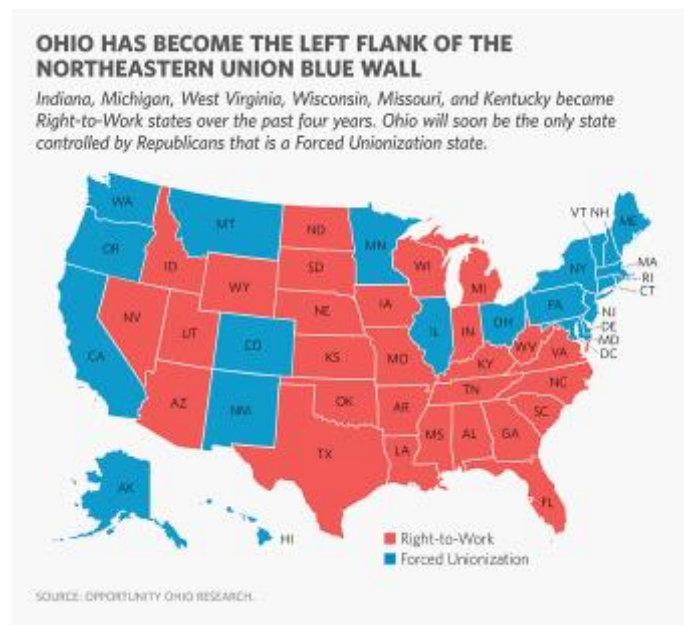 OHIO HAS BECOME THE LEFT FLANK OF THE
NORTHEASTERN UNION BLUE WALL
Indiana, Michigan, West Virginia, Wisconsin, Missouri, and Kentucky became
Right-to-Work states over the past four years. Ohio will soon be the only state
controlled by Republicans that is a Forced Unionization state.
WA
OR
CA
NV
ID
MT
WY
UT
AZ
CO
NM
ND
SD
NE
KS
OK
TX
MN
IA
MO
AR
LA
WI
IL
MI
IN
OH
KY
TN
MS
AL
GA
FL
SC
NC
VA
WV
PA
NY
VT NH
ME
MA
RI
CT
NJ
DE
MD
DC
AK
HI
Right-to-Work
Forced Unionization
SOURCE: OPPORTUNITY OHIO RESEARCH.